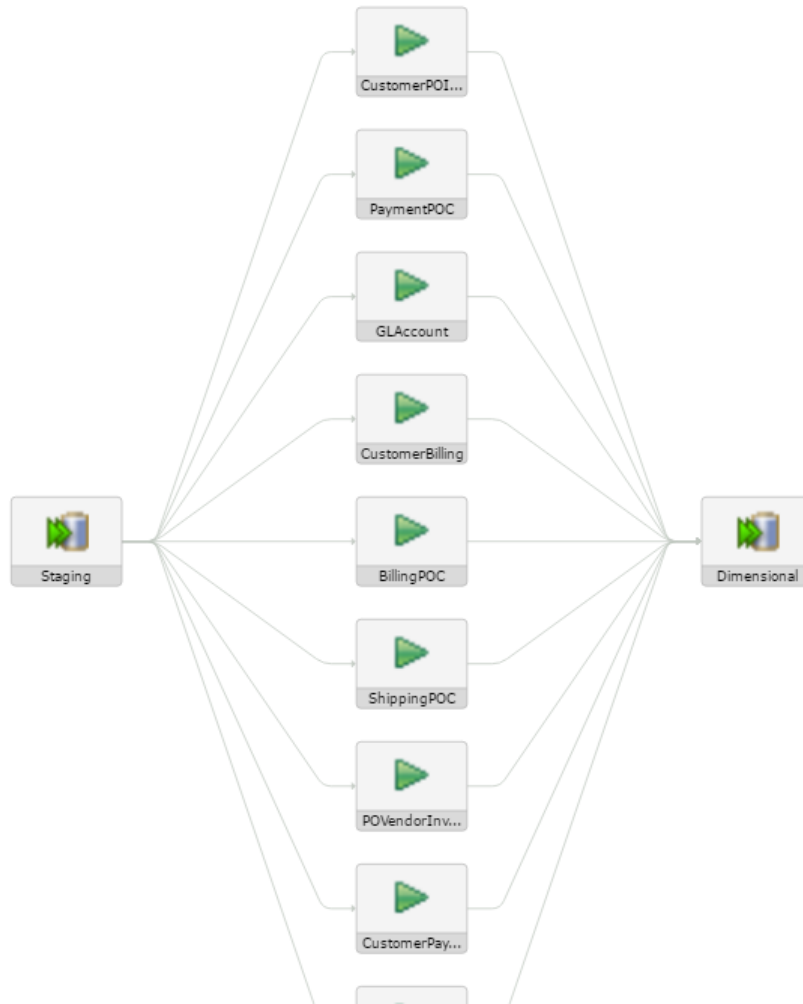 CustomerPOI...
PaymentPOC
GLAccount
CustomerBilling
Staging
BillingPOC
Dimensional
ShippingPOC
POVendorInv...
CustomerPay...